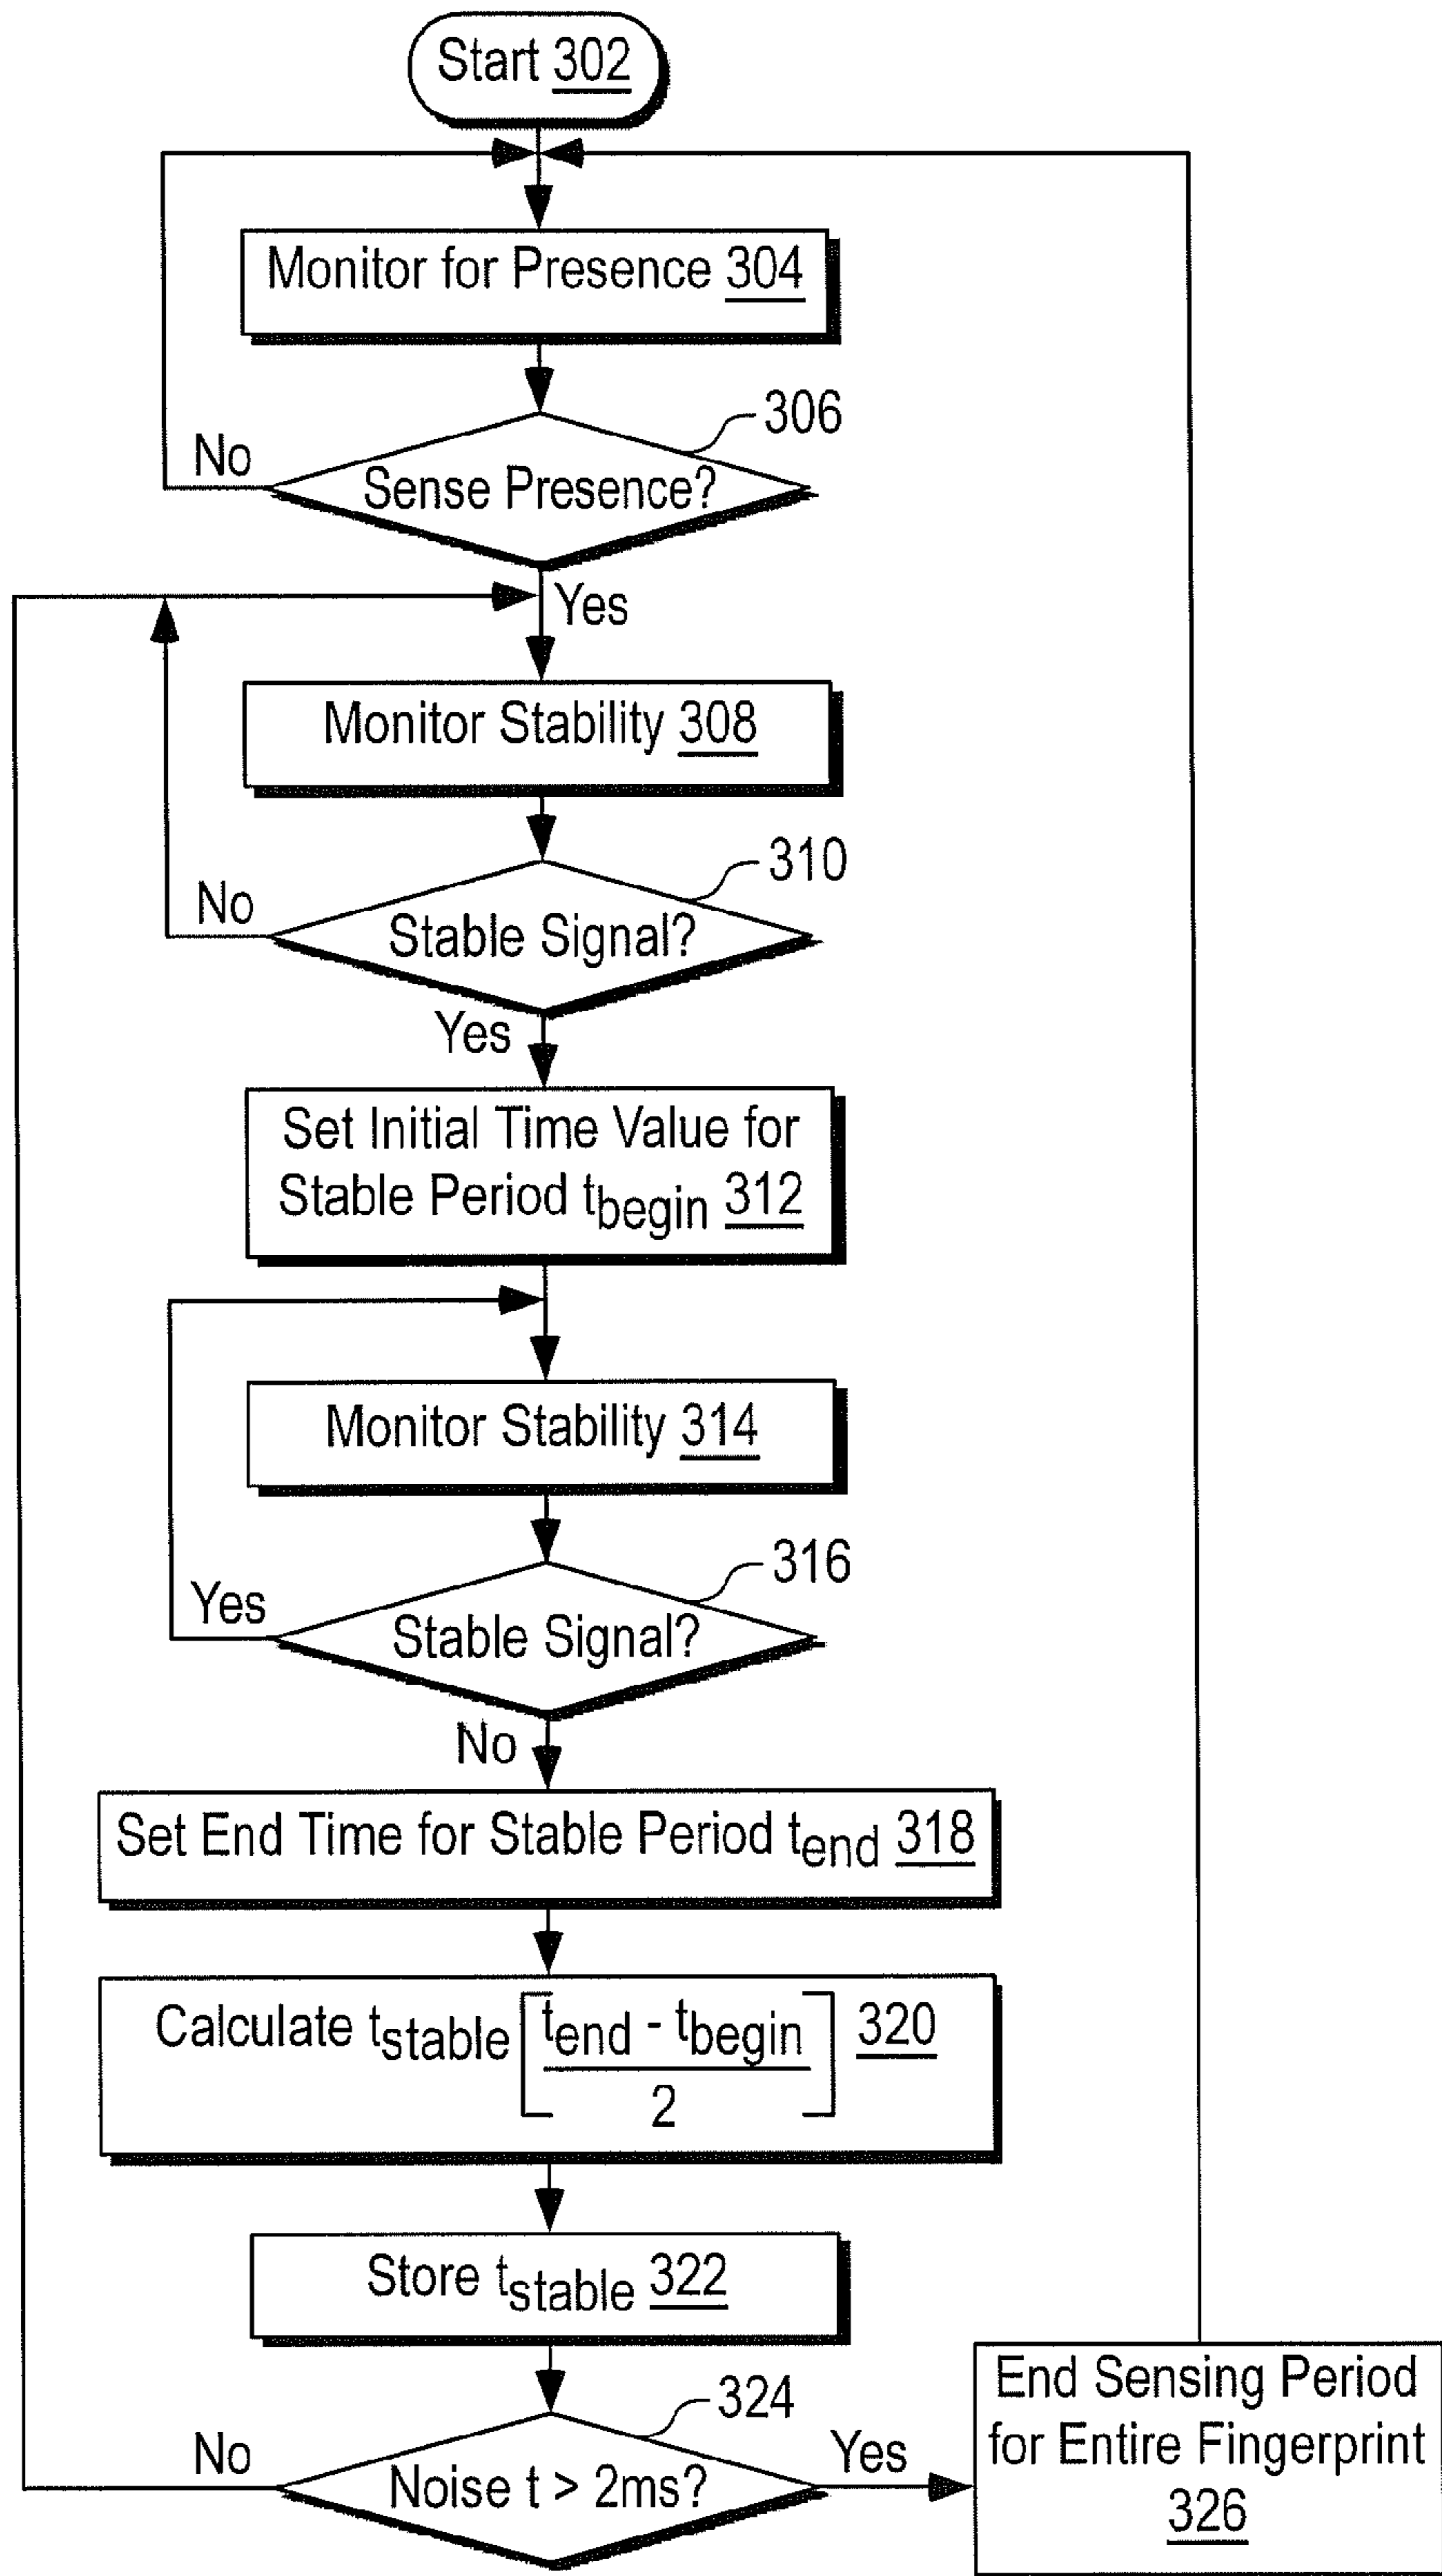 Start 302
Monitor for Presence 304
306
No
Sense Presence?
Yes
Monitor Stability 308
310
No
Stable Signal?
Yes
Set Initial Time Value for
Stable Period tbegin 312
Monitor Stability 314
316
Yes
Stable Signal?
No
Set End Time for Stable Period tend 318
Calculate tstable [tend - tbegin / 2] 320
Store tstable 322
324
No
Noise t > 2ms?
Yes
End Sensing Period
for Entire Fingerprint
326